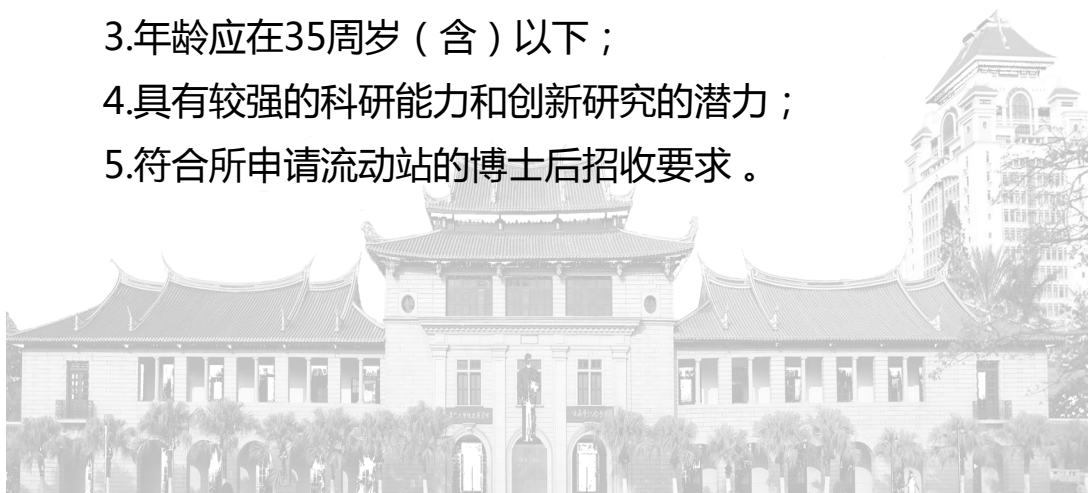 3.年龄应在35周岁（含）以下；
4.具有较强的科研能力和创新研究的潜力；
5.符合所申请流动站的博士后招收要求 。